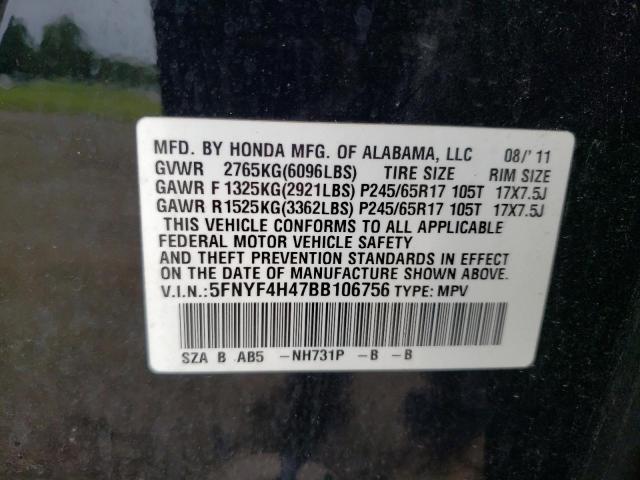 MFD. BY HONDA MFG. OF ALABAMA, LLC 08/'11
GVWR 2765KG(6096LBS) TIRE SIZE RIM SIZE
GAWR F 1325KG(2921LBS) P245/65R17 105T 17X7.5J
GAWR R1525KG(3362LBS) P245/65R17 105T 17X7.5J
THIS VEHICLE CONFORMS TO ALL APPLICABLE
FEDERAL MOTOR VEHICLE SAFETY
AND THEFT PREVENTION STANDARDS IN EFFECT
ON THE DATE OF MANUFACTURE SHOWN ABOVE.
V.I.N.:5FNYF4H47BB106756 TYPE: MPV
SZA B AB5 -NH731P -B -B